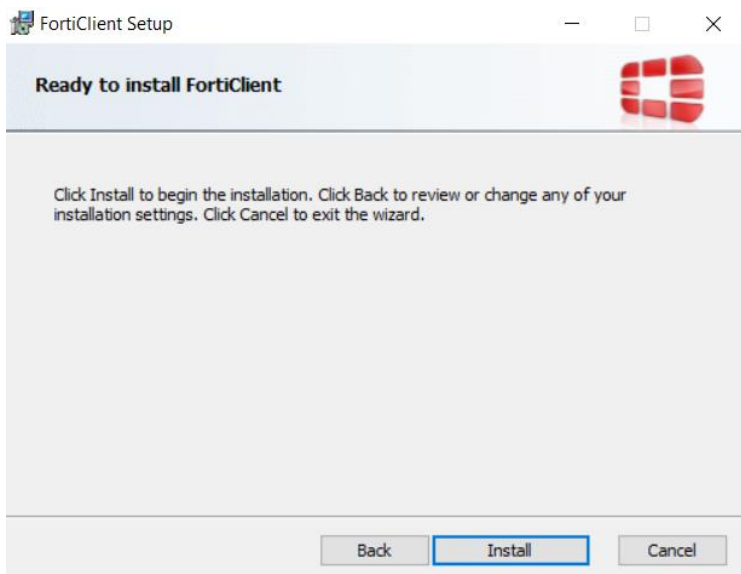 FortiClient Setup
Ready to install FortiClient
Click Install to begin the installation. Click Back to review or change any of your
installation settings. Click Cancel to exit the wizard.
Back Install Cancel